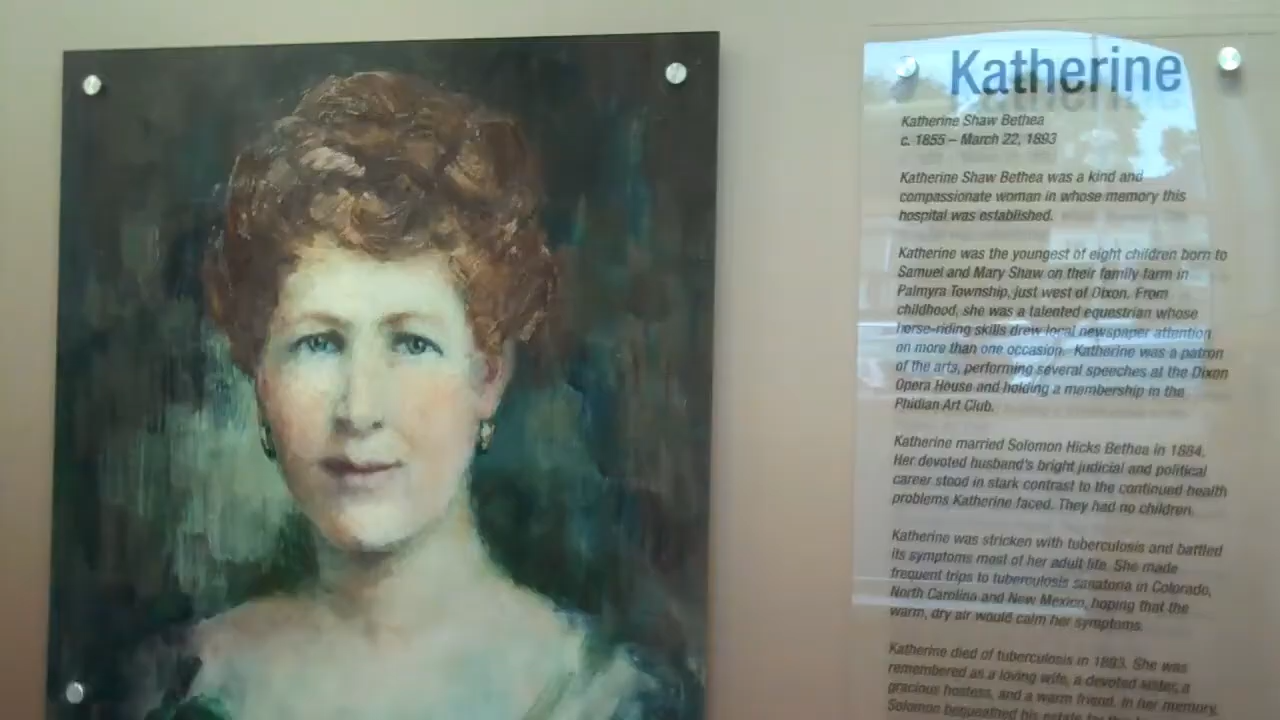 Katherine
Katherine Shaw Bethea
c. 1855 – March 22, 1893
Katherine Shaw Bethea was a kind and
compassionate woman in whose memory this
hospital was established.
Katherine was the youngest of eight children born to
Samuel and Mary Shaw on their family farm in
Palmyra Township, just west of Dixon. From
childhood, she was a talented equestrian whose
horse-riding skills drew local newspaper attention
on more than one occasion. Katherine was a patron
of the arts, performing several speeches at the Dixon
Opera House and holding a membership in the
Phidian Art Club.
Katherine married Solomon Hicks Bethea in 1884.
Her devoted husband's bright judicial and political
career stood in stark contrast to the continued health
problems Katherine faced. They had no children.
Katherine was stricken with tuberculosis and battled
its symptoms most of her adult life. She made
frequent trips to tuberculosis sanatoria in Colorado,
North Carolina and New Mexico, hoping that the
warm, dry air would calm her symptoms.
Katherine died of tuberculosis in 1893. She was
remembered as a loving wife, a devoted sister, a
gracious hostess, and a warm friend. In her memory,
Solomon bequeathed his estate